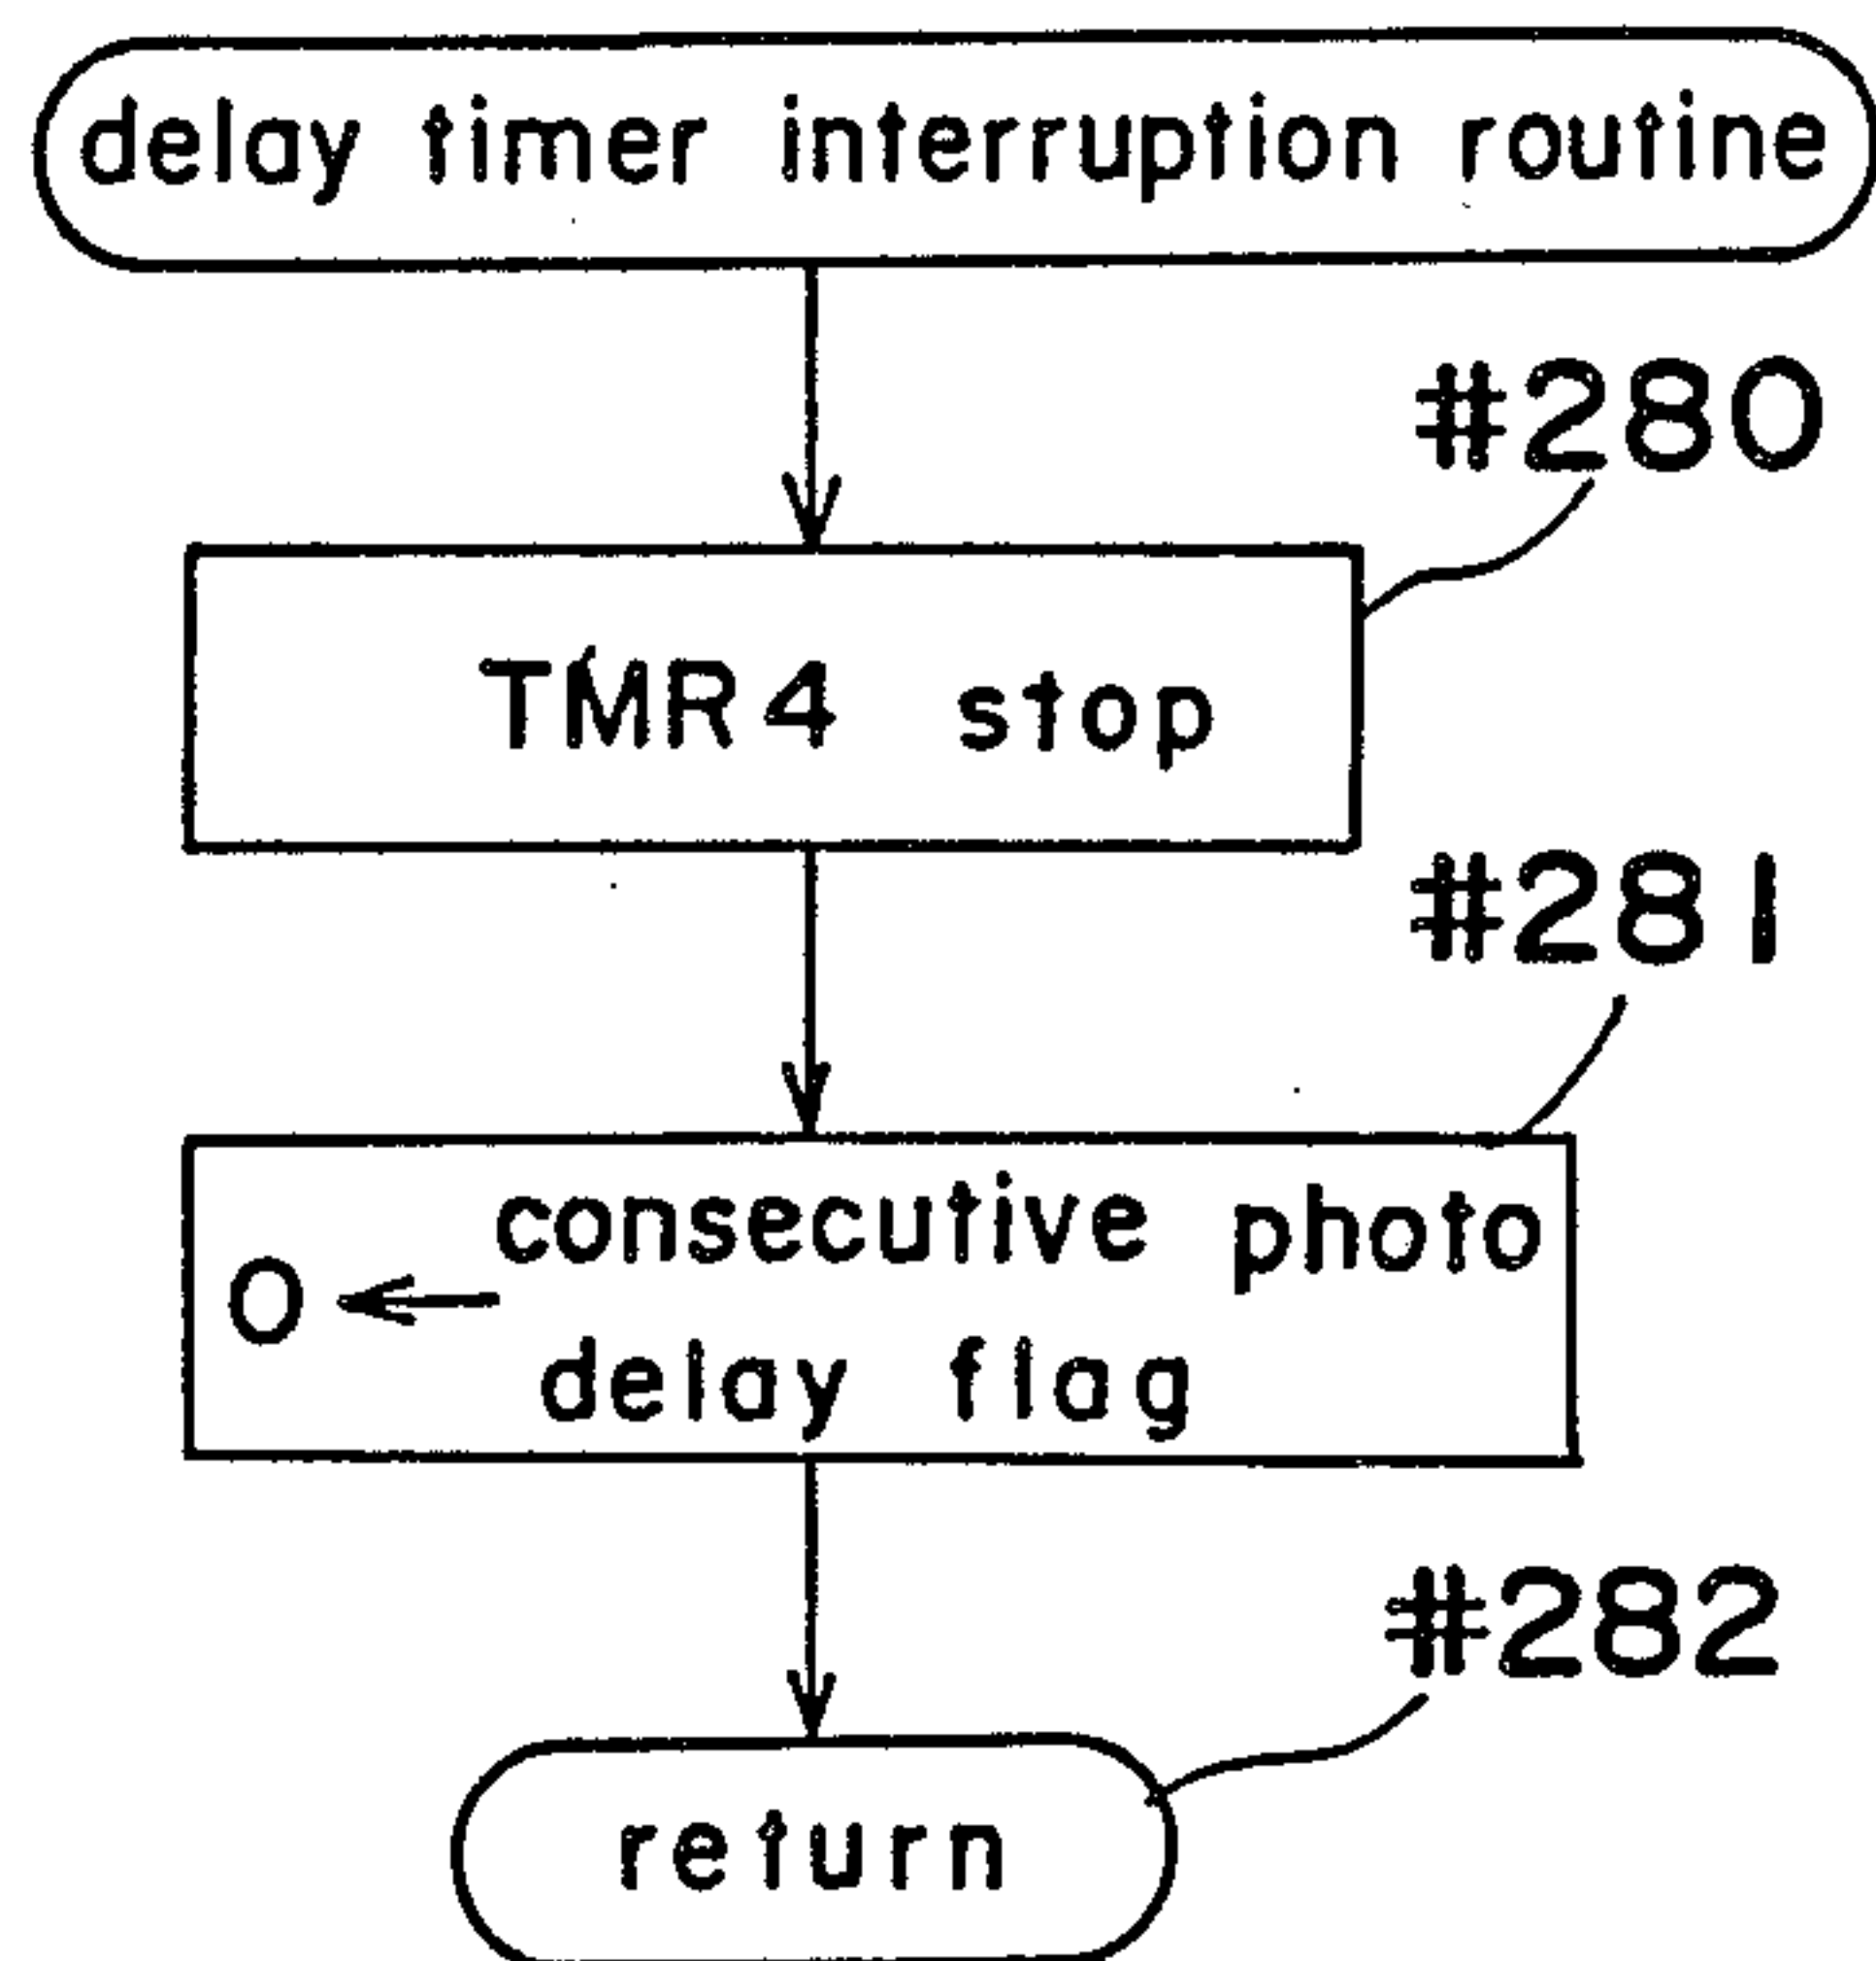 delay timer interruption routine
#280
TMR4 stop
#281
consecutive photo
0 ←
delay flag
#282
return